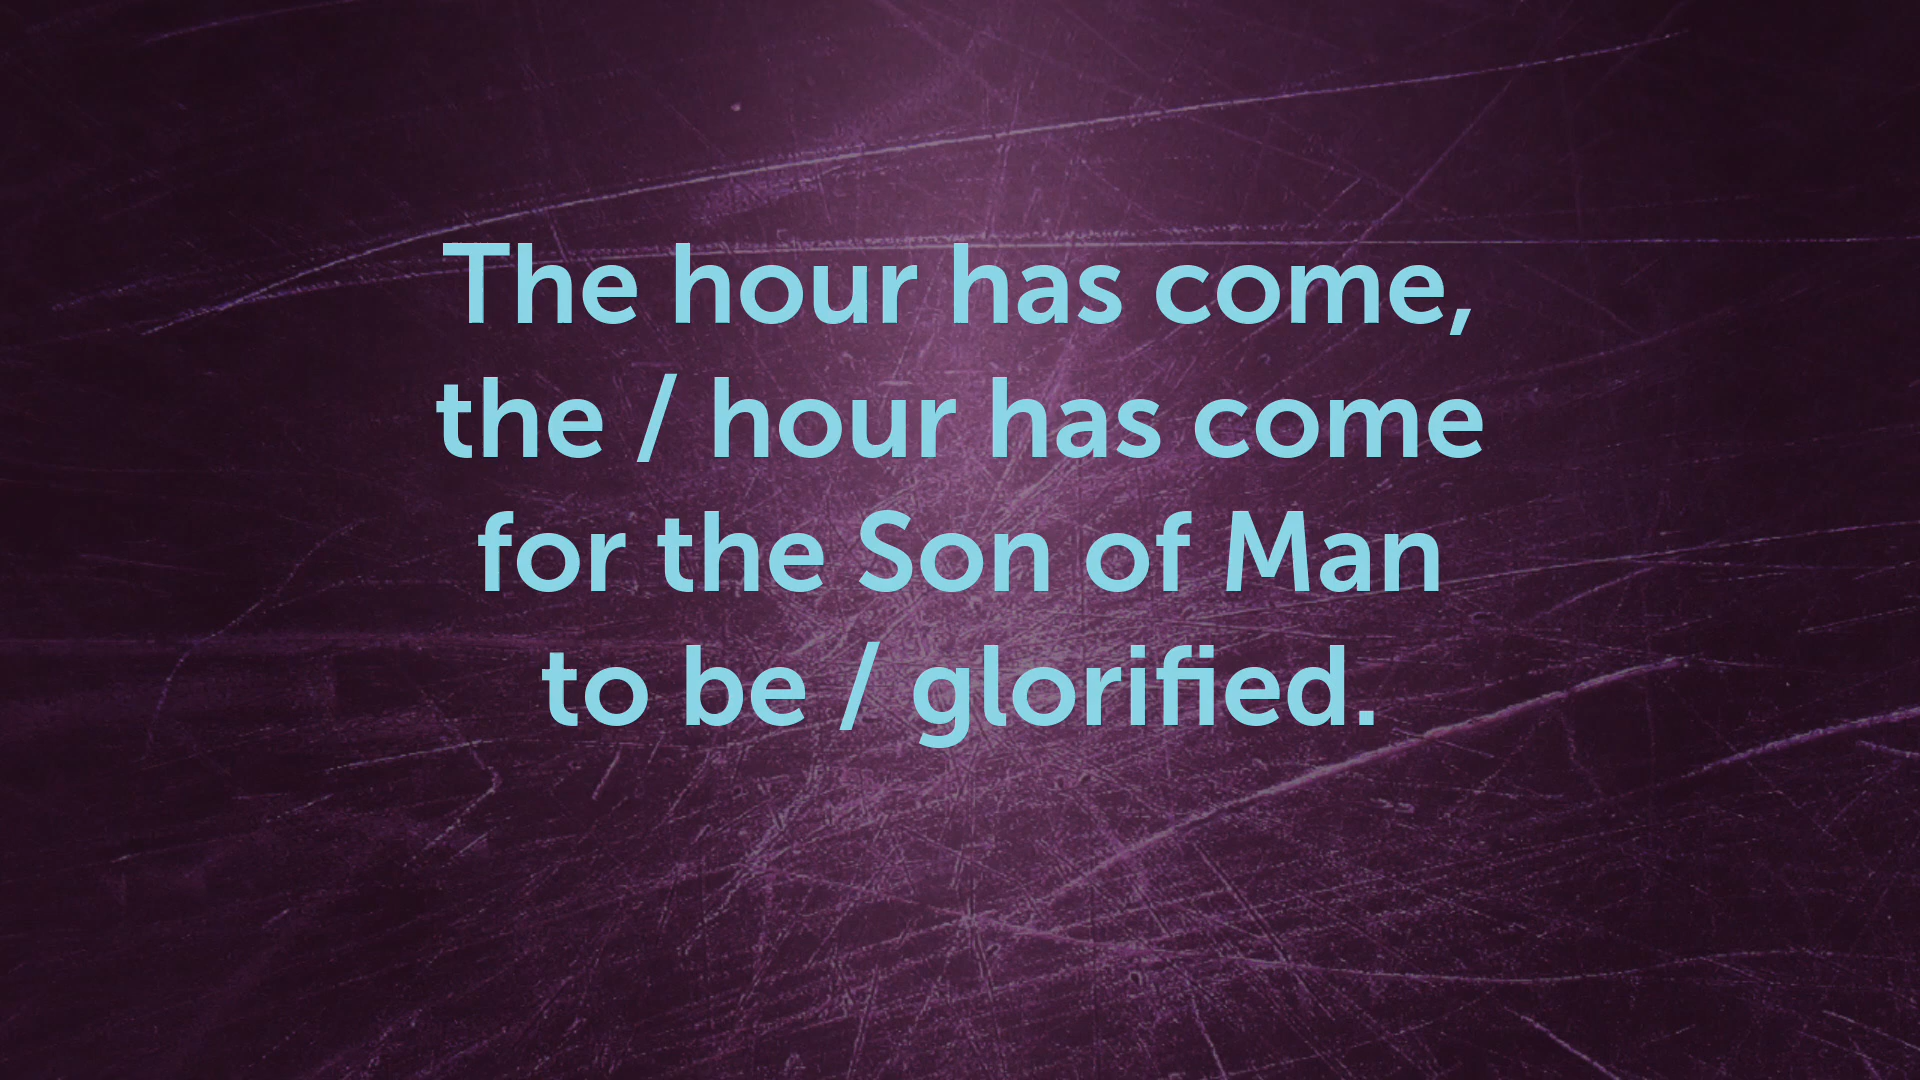 The hour has come,
the / hour has come
for the Son of Man
to be / glorified.